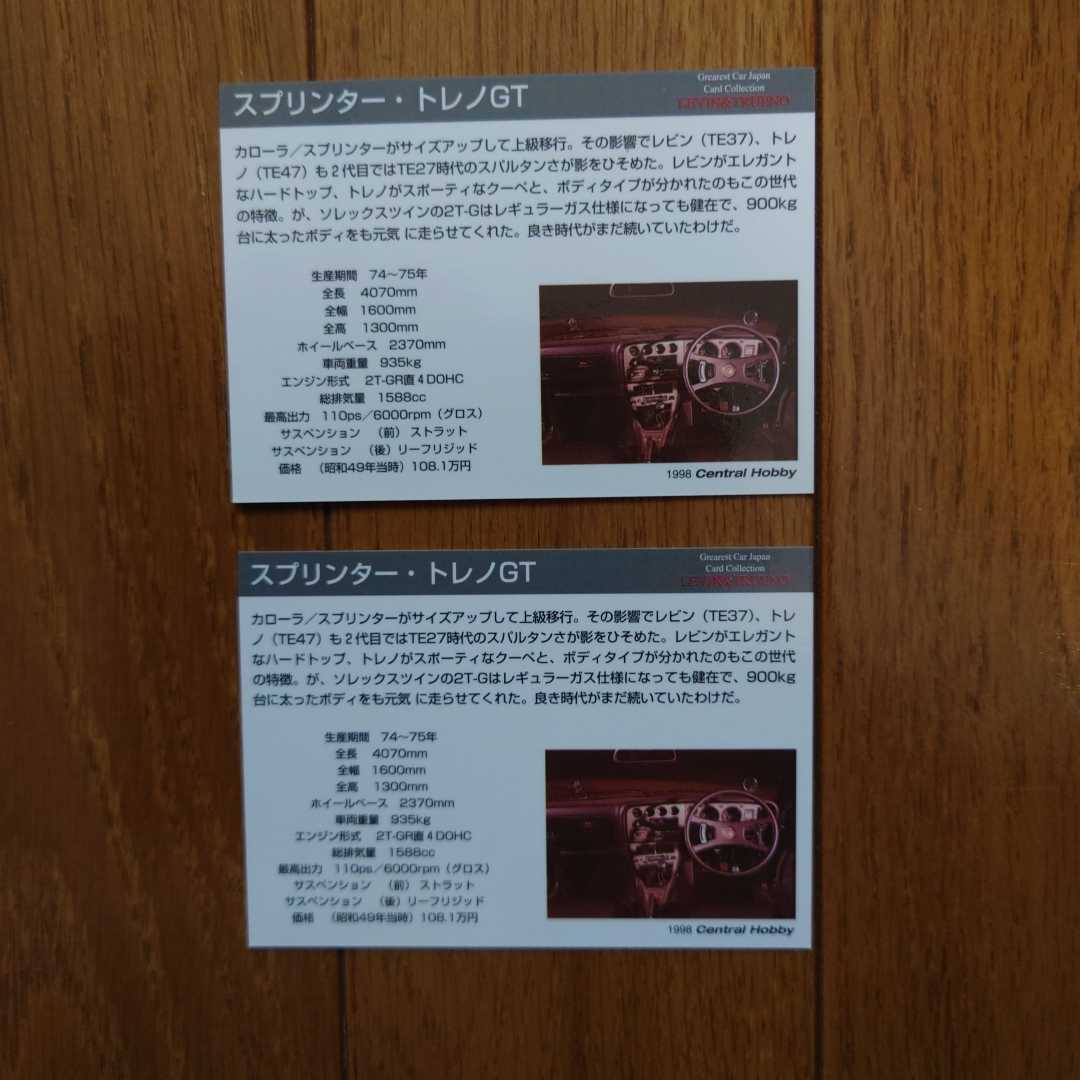 スプリンター・トレノGT
Grearest Car Japan
Card Collection
LEVIN&TRUENO
カローラ／スプリンターがサイズアップして上級移行。その影響でレビン（TE37）、トレ
ノ（TE47）も2代目ではTE27時代のスパルタンさが影をひそめた。レビンがエレガント
なハードトップ、トレノがスポーティなクーペと、ボディタイプが分かれたのもこの世代
の特徴。が、ソレックスツインの2T-Gはレギュラーガス仕様になっても健在で、900kg
台に太ったボディをも元気 に走らせてくれた。良き時代がまだ続いていたわけだ。
生産期間 74〜75年
全長 4070mm
全幅 1600mm
全高 1300mm
ホイールベース 2370mm
車両重量 935kg
エンジン形式 2T-GR直4DOHC
総排気量 1588cc
最高出力 110ps／6000rpm（グロス）
サスペンション （前）ストラット
サスペンション （後）リーフリジッド
価格 （昭和49年当時）108.1万円
1998 Central Hobby
スプリンター・トレノGT
Grearest Car Japan
Card Collection
LEVIN&TRUENO
カローラ／スプリンターがサイズアップして上級移行。その影響でレビン（TE37）、トレ
ノ（TE47）も2代目ではTE27時代のスパルタンさが影をひそめた。レビンがエレガント
なハードトップ、トレノがスポーティなクーペと、ボディタイプが分かれたのもこの世代
の特徴。が、ソレックスツインの2T-Gはレギュラーガス仕様になっても健在で、900kg
台に太ったボディをも元気 に走らせてくれた。良き時代がまだ続いていたわけだ。
生産期間 74〜75年
全長 4070mm
全幅 1600mm
全高 1300mm
ホイールベース 2370mm
車両重量 935kg
エンジン形式 2T-GR直4DOHC
総排気量 1588cc
最高出力 110ps／6000rpm（グロス）
サスペンション （前）ストラット
サスペンション （後）リーフリジッド
価格 （昭和49年当時）108.1万円
1998 Central Hobby